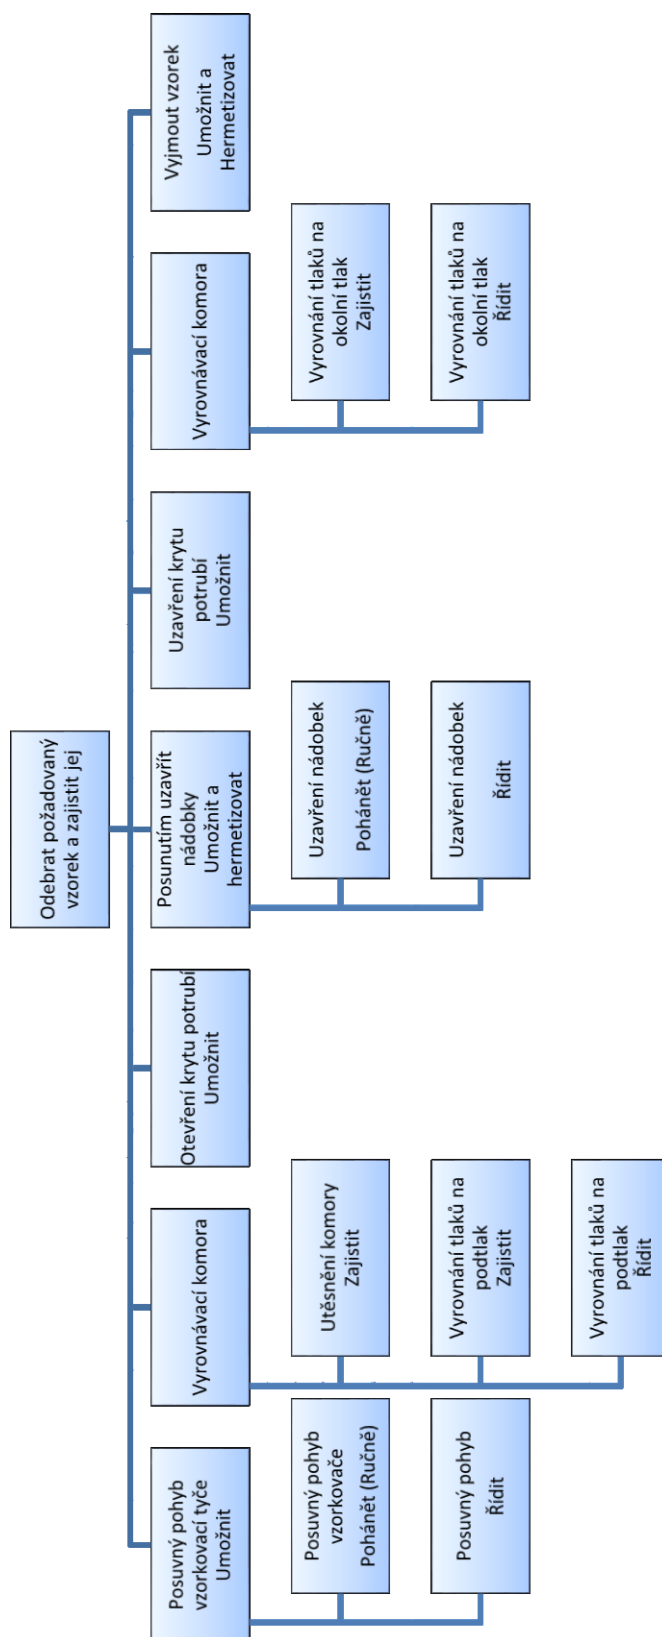 Odebrat požadovaný
vzorek a zajistit jej
Posuvný pohyb
vzorkovací tyče
Umožnit
Posuvný pohyb
vzorkovače
Pohánět (Ručně)
Posuvný pohyb
Řídit
Vyrovnávací komora
Utěsnění komory
Zajistit
Vyrovnání tlaků na
podtlak
Zajistit
Vyrovnání tlaků na
podtlak
Řídit
Otevření krytu potrubí
Umožnit
Posunutím uzavřít
nádobky
Umožnit a
hermetizovat
Uzavření nádobek
Pohánět (Ručně)
Uzavření nádobek
Řídit
Uzavření krytu
potrubí
Umožnit
Vyrovnávací komora
Vyrovnání tlaků na
okolní tlak
Zajistit
Vyrovnání tlaků na
okolní tlak
Řídit
Vyjmout vzorek
Umožnit a
Hermetizovat